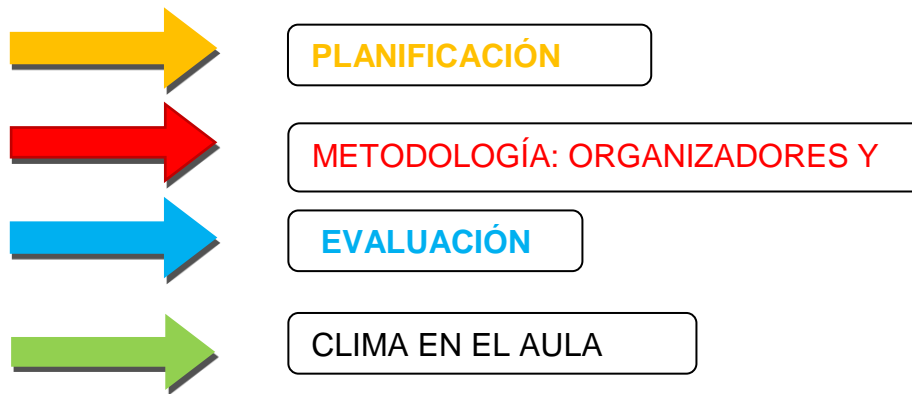 PLANIFICACIÓN
METODOLOGÍA: ORGANIZADORES Y
EVALUACIÓN
CLIMA EN EL AULA